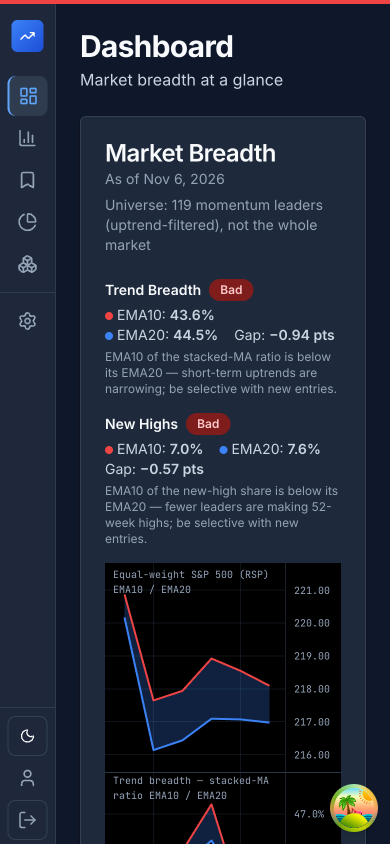 Dashboard
Market breadth at a glance
Market Breadth
As of Nov 6, 2026
Universe: 119 momentum leaders
(uptrend-filtered), not the whole
market
Trend Breadth Bad
EMA10: 43.6%
EMA20: 44.5% Gap: −0.94 pts
EMA10 of the stacked-MA ratio is below
its EMA20 — short-term uptrends are
narrowing; be selective with new entries.
New Highs Bad
EMA10: 7.0% EMA20: 7.6%
Gap: −0.57 pts
EMA10 of the new-high share is below its
EMA20 — fewer leaders are making 52-
week highs; be selective with new
entries.
Equal-weight S&P 500 (RSP)
EMA10 / EMA20
221.00
220.00
219.00
218.00
217.00
216.00
Trend breadth — stacked-MA
ratio EMA10 / EMA20
47.0%